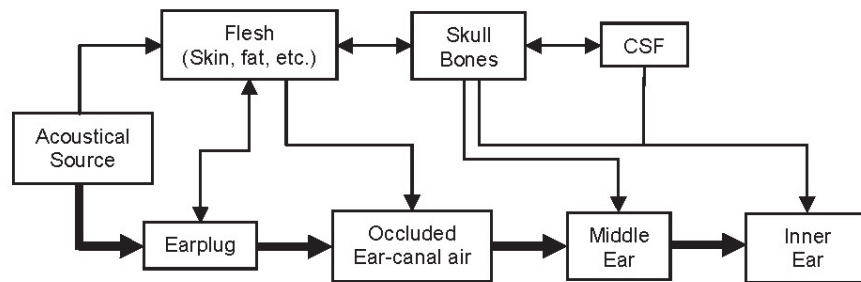 Flesh
(Skin, fat, etc.)
Skull
Bones
CSF
Acoustical
Source
Earplug
Occluded
Ear-canal air
Middle
Ear
Inner
Ear